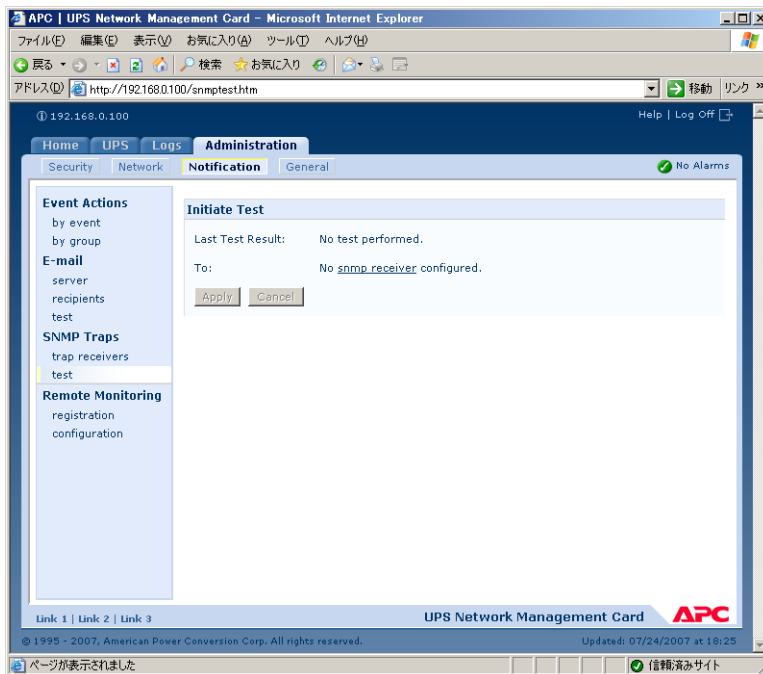 APC | UPS Network Management Card - Microsoft Internet Explorer
ファイル(F) 編集(E) 表示(V) お気に入り(A) ツール(T) ヘルプ(H)
戻る 検索 お気に入り
アドレス(D) http://192.168.0.100/snmptest.htm 移動 リンク »
192.168.0.100 Help | Log Off
Home UPS Logs Administration
Security Network Notification General No Alarms
Event Actions
by event
by group
E-mail
server
recipients
test
SNMP Traps
trap receivers
test
Remote Monitoring
registration
configuration
Initiate Test
Last Test Result: No test performed.
To: No snmp receiver configured.
Apply Cancel
Link 1 | Link 2 | Link 3 UPS Network Management Card APC
© 1995 - 2007, American Power Conversion Corp. All rights reserved. Updated: 07/24/2007 at 18:25
ページが表示されました 信頼済みサイト